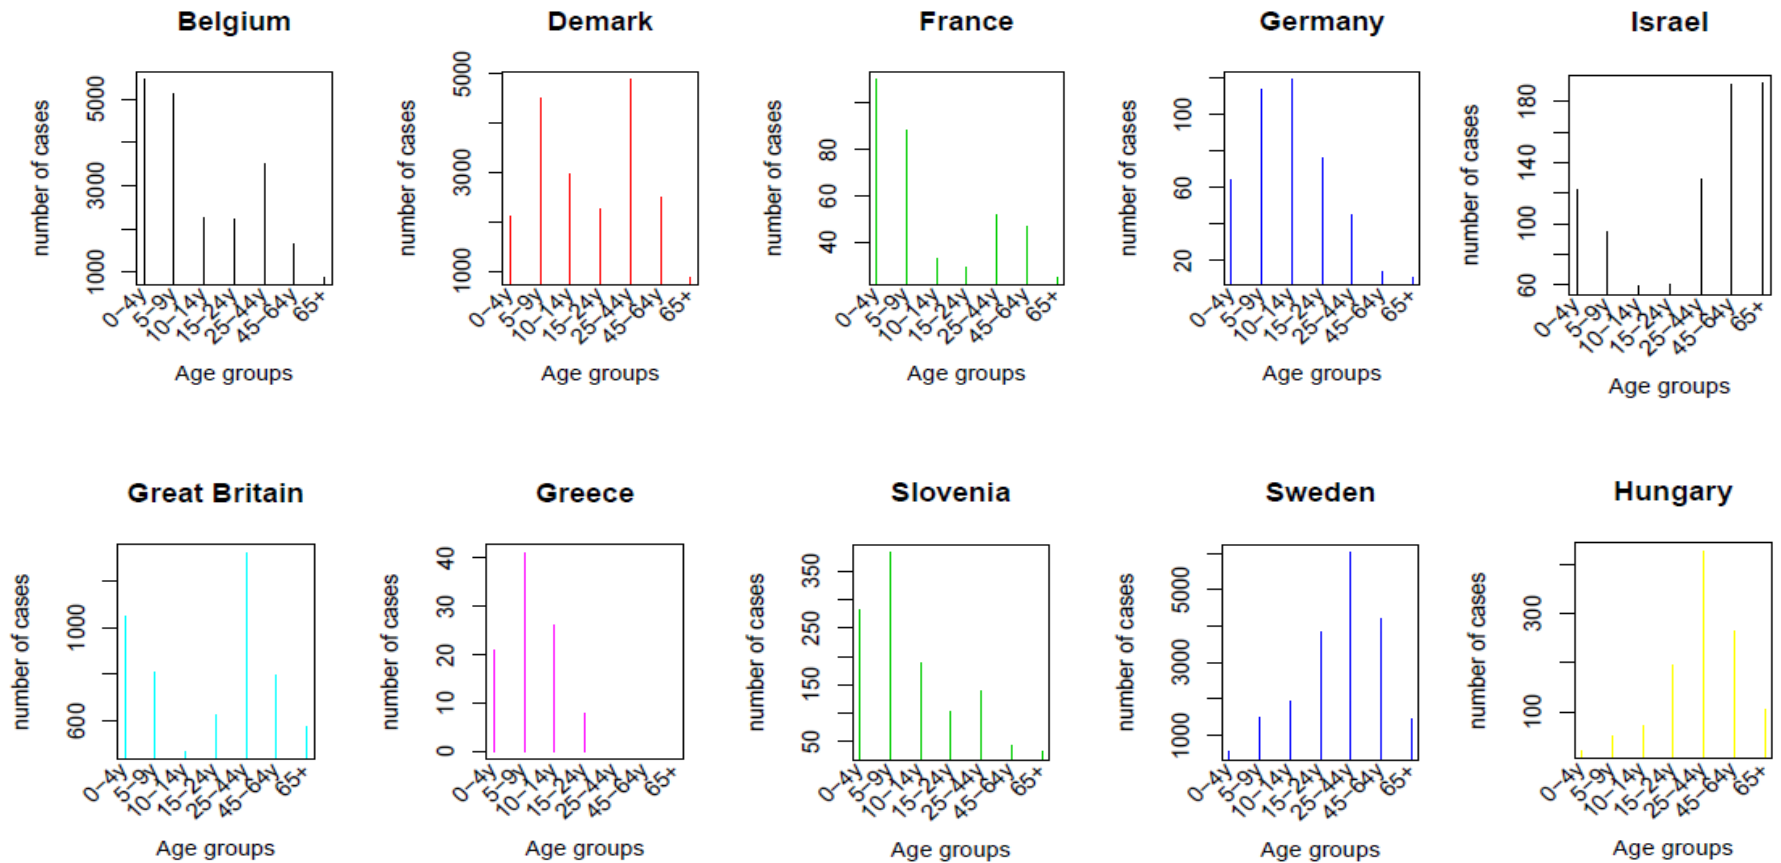 Belgium
number of cases
1000 3000 5000
0–4y 5–9y 10–14y 15–24y 25–44y 45–64y 65+
Age groups
Demark
number of cases
1000 3000 5000
0–4y 5–9y 10–14y 15–24y 25–44y 45–64y 65+
Age groups
France
number of cases
40 60 80
0–4y 5–9y 10–14y 15–24y 25–44y 45–64y 65+
Age groups
Germany
number of cases
20 60 100
0–4y 5–9y 10–14y 15–24y 25–44y 45–64y 65+
Age groups
Israel
number of cases
60 100 140 180
0–4y 5–9y 10–14y 15–24y 25–44y 45–64y 65+
Age groups
Great Britain
number of cases
600 1000
0–4y 5–9y 10–14y 15–24y 25–44y 45–64y 65+
Age groups
Greece
number of cases
0 10 20 30 40
0–4y 5–9y 10–14y 15–24y 25–44y 45–64y 65+
Age groups
Slovenia
number of cases
50 150 250 350
0–4y 5–9y 10–14y 15–24y 25–44y 45–64y 65+
Age groups
Sweden
number of cases
1000 3000 5000
0–4y 5–9y 10–14y 15–24y 25–44y 45–64y 65+
Age groups
Hungary
number of cases
100 300
0–4y 5–9y 10–14y 15–24y 25–44y 45–64y 65+
Age groups